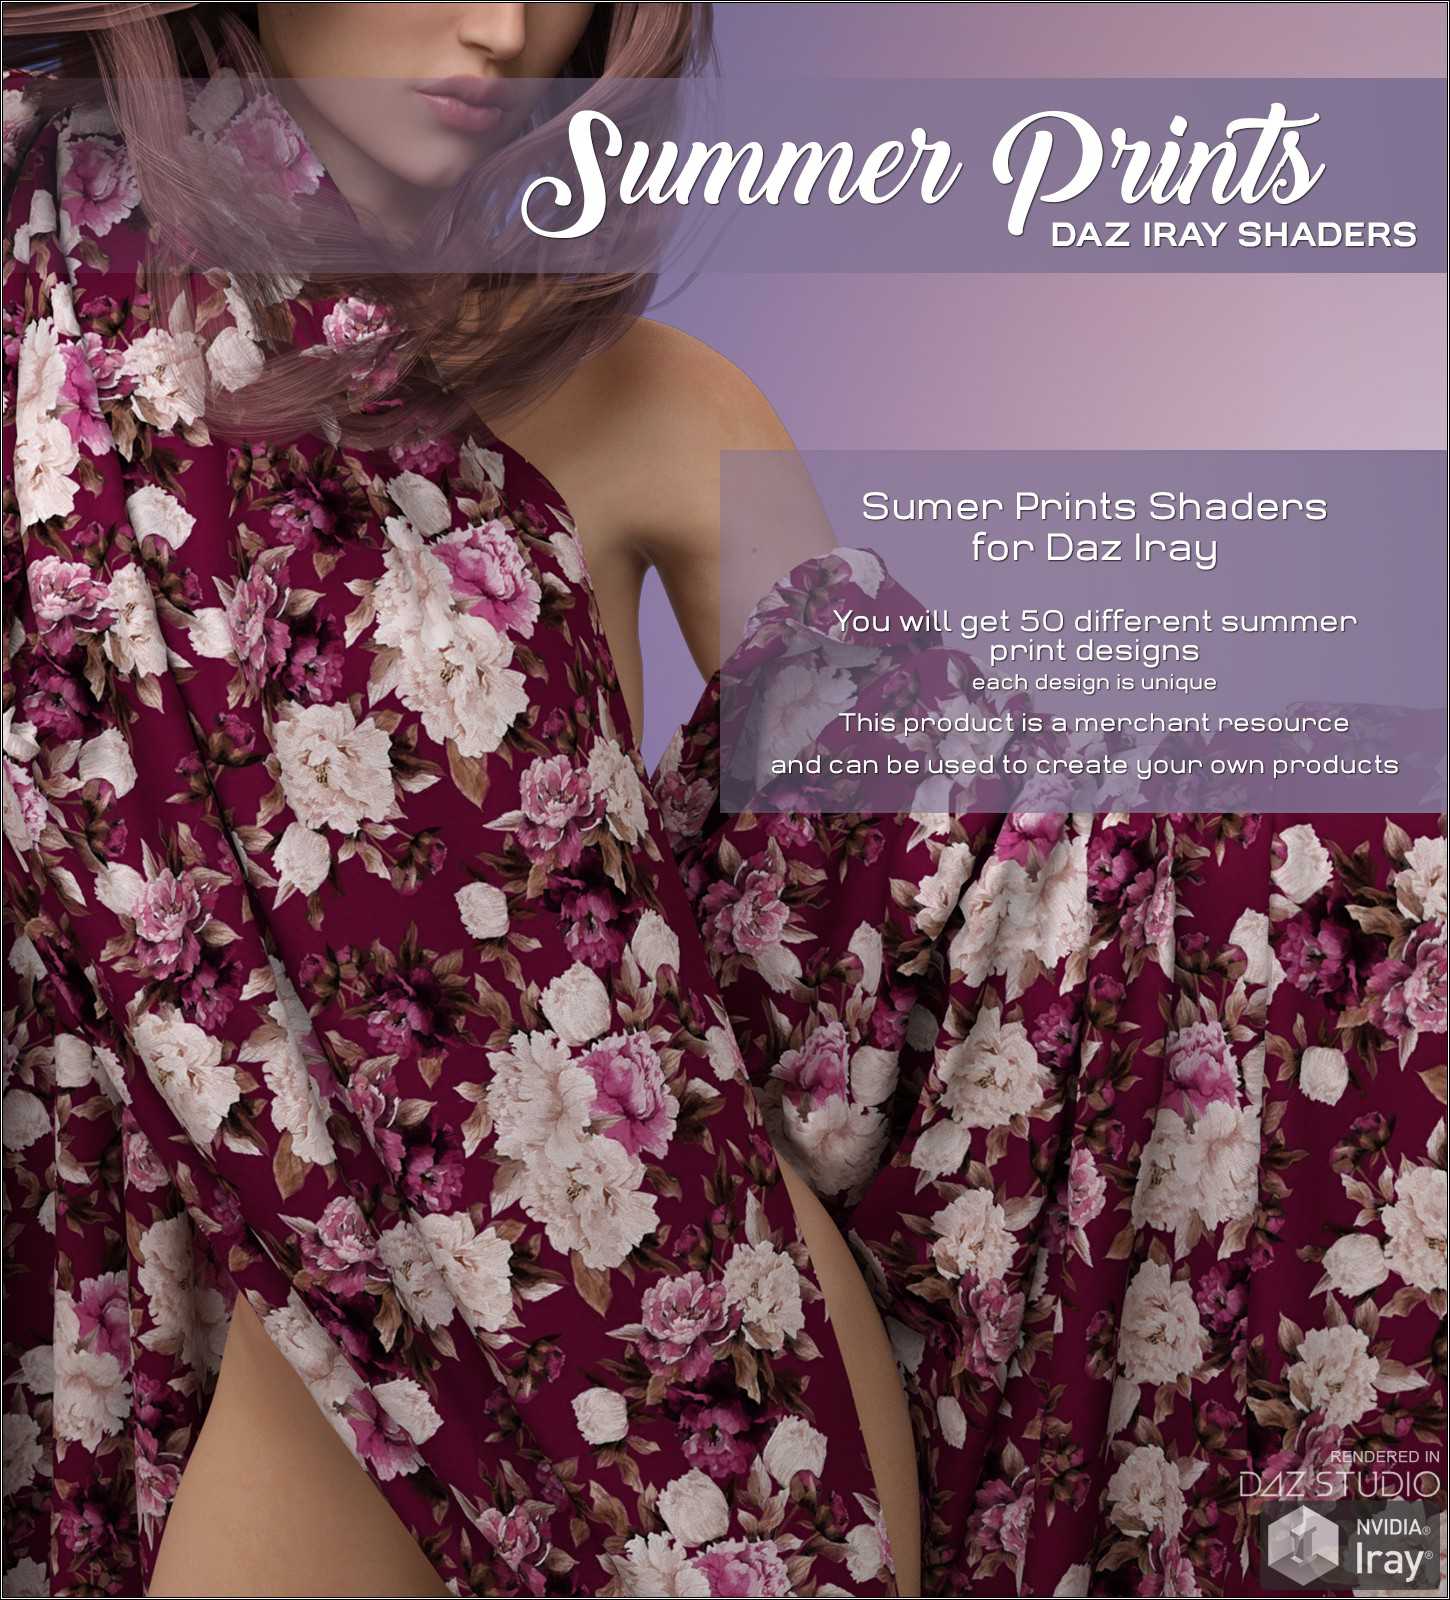 Summer Prints
DAZ IRAY SHADERS
Sumer Prints Shaders
for Daz Iray
You will get 50 different summer
print designs
each design is unique
This product is a merchant resource
and can be used to create your own products
RENDERED IN
DAZ STUDIO
NVIDIA®
Iray®